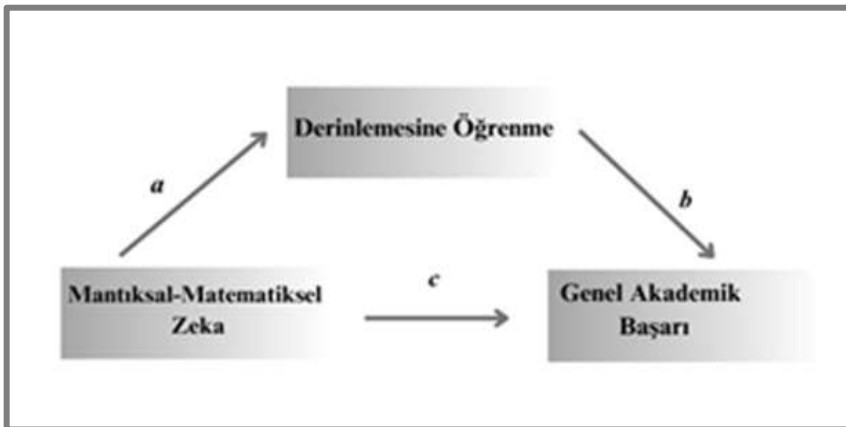 Derinlemesine Öğrenme
a
b
Mantıksal-Matematiksel
Zeka
c
Genel Akademik
Başarı